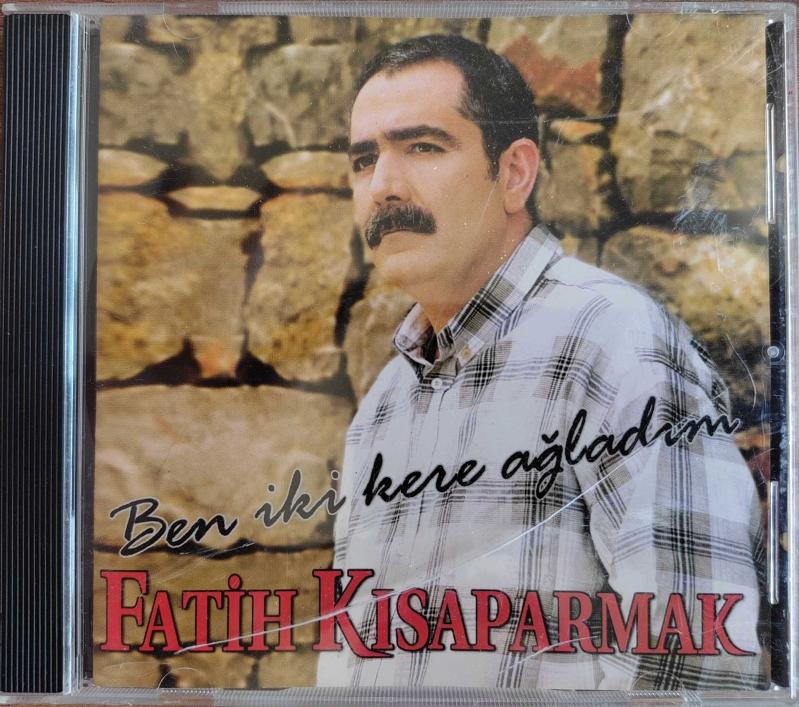 Ben iki kere ağladım
FATİH KISAPARMAK